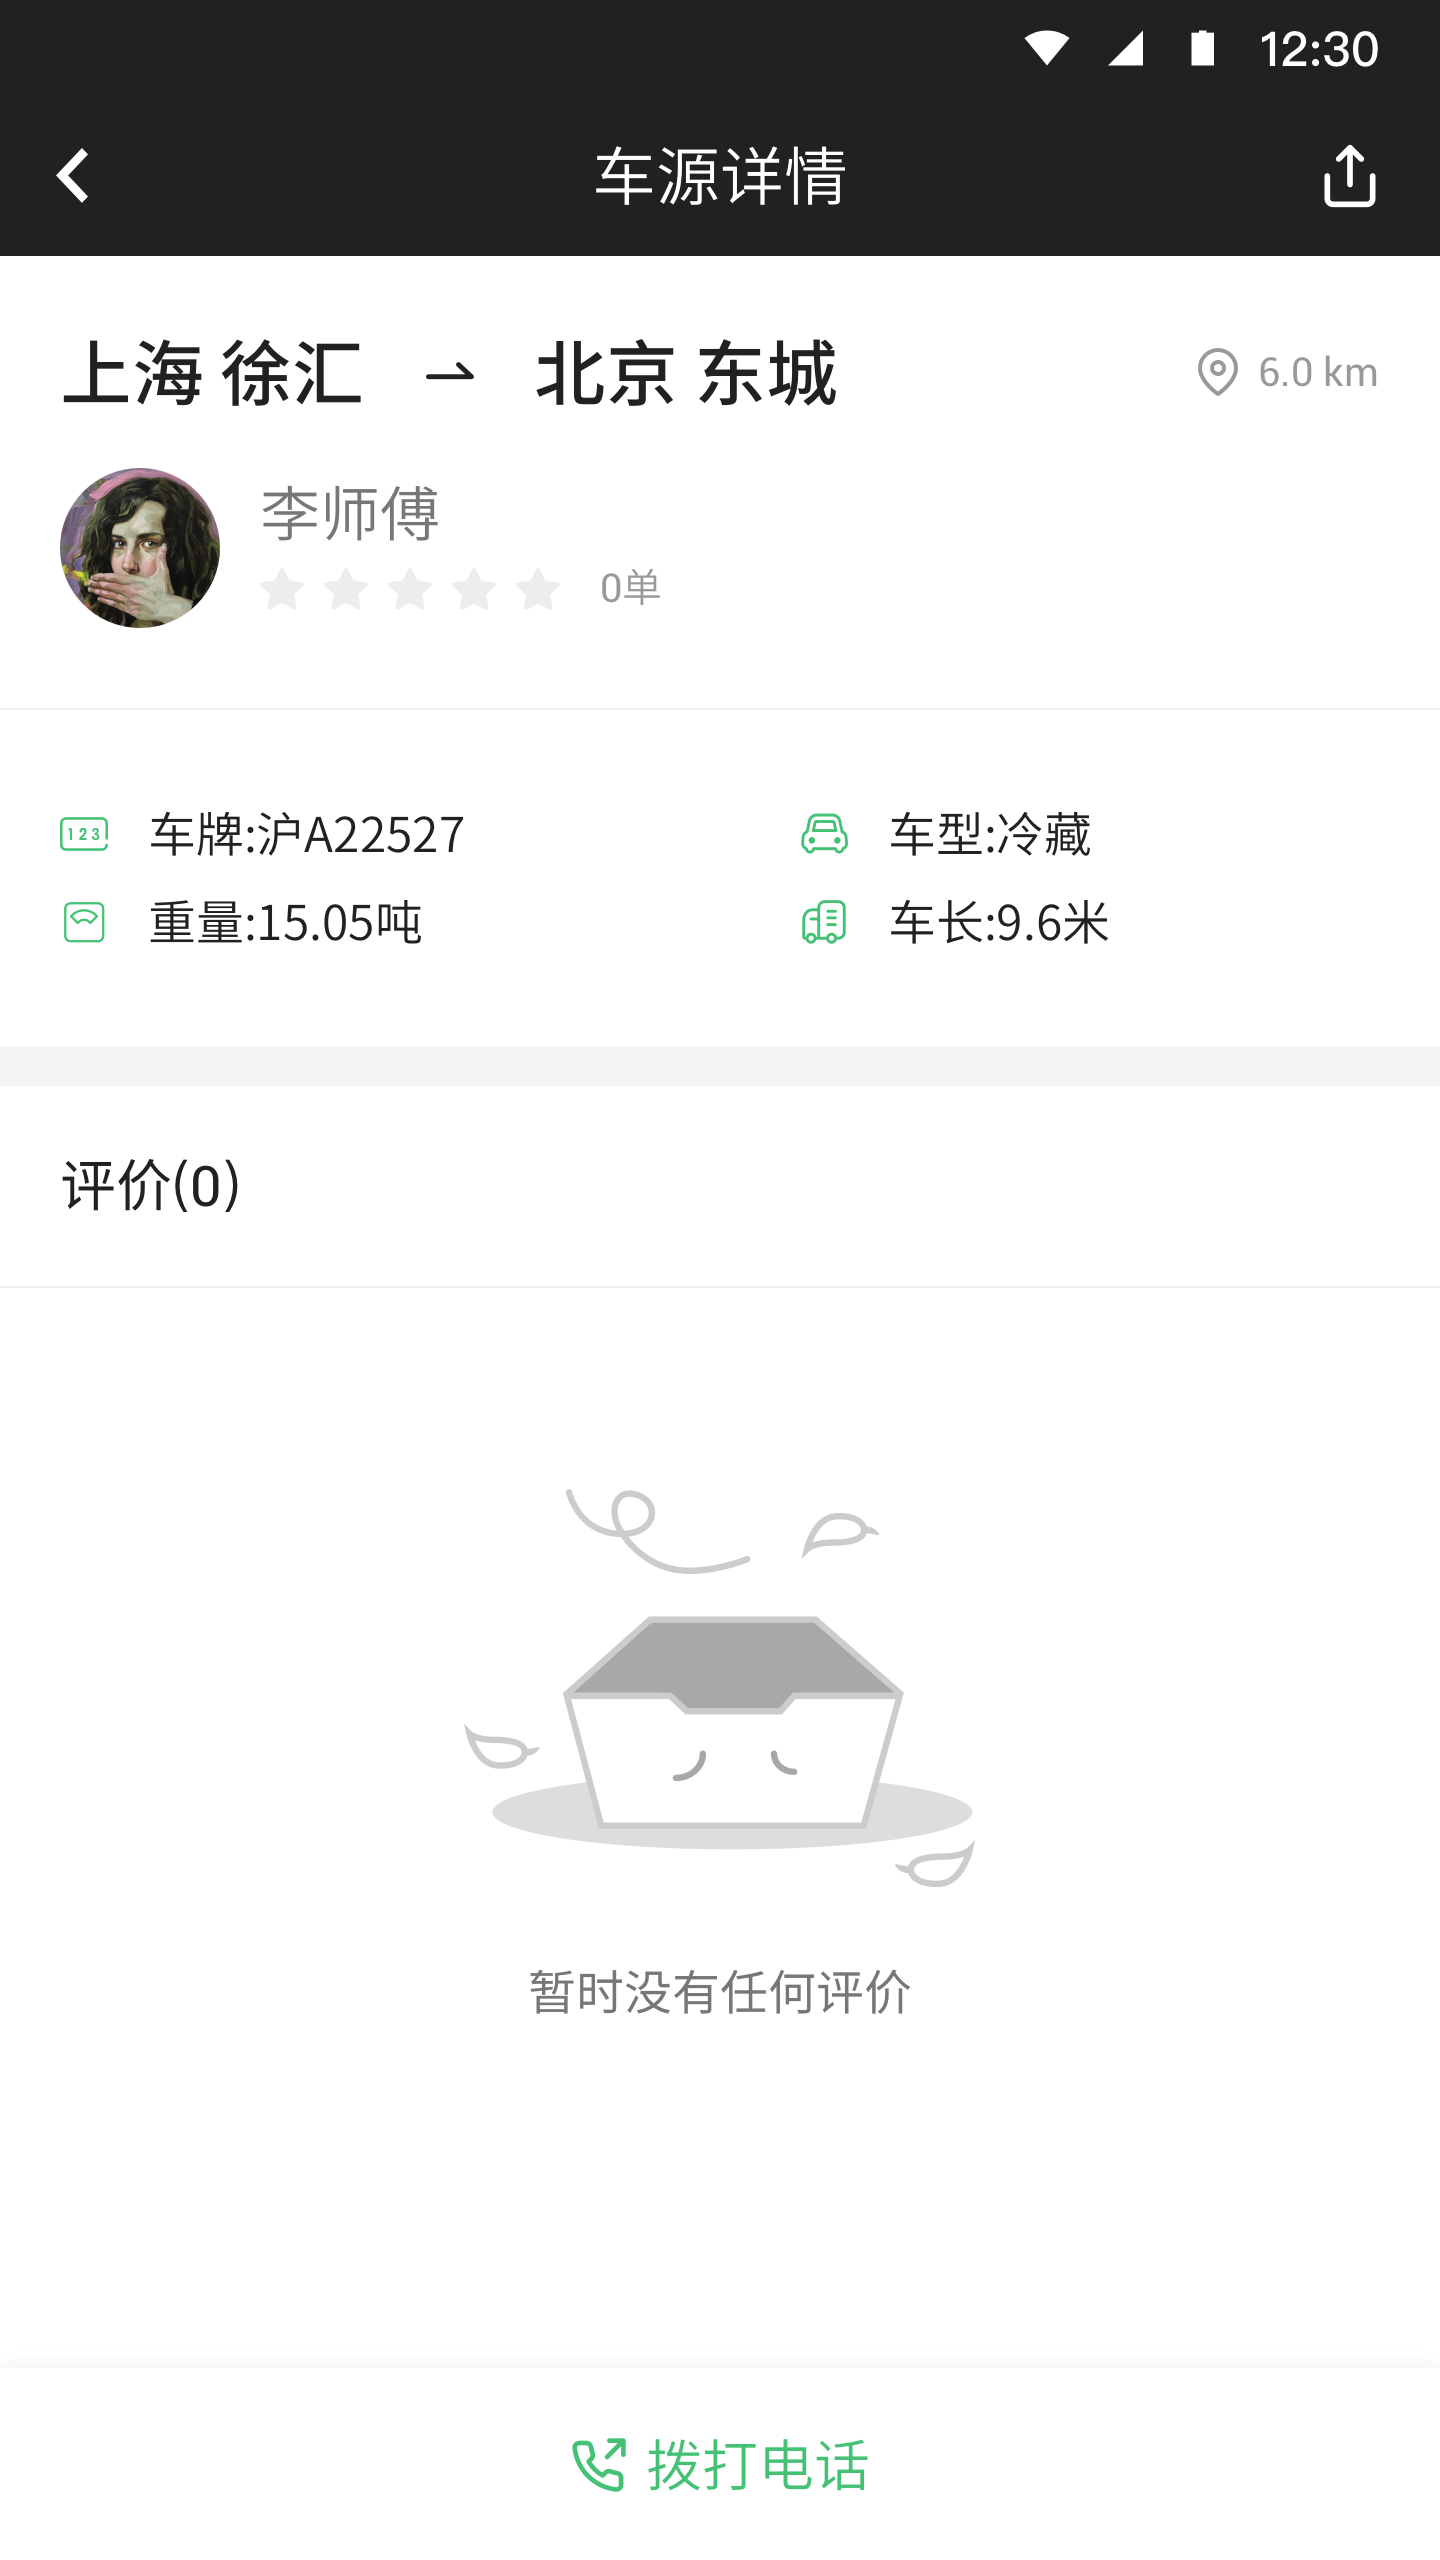 12:30
车源详情
上海 徐汇 ⇀ 北京 东城
6.0 km
李师傅
0单
123 车牌:沪A22527
车型:冷藏
重量:15.05吨
车长:9.6米
评价(0)
暂时没有任何评价
拨打电话